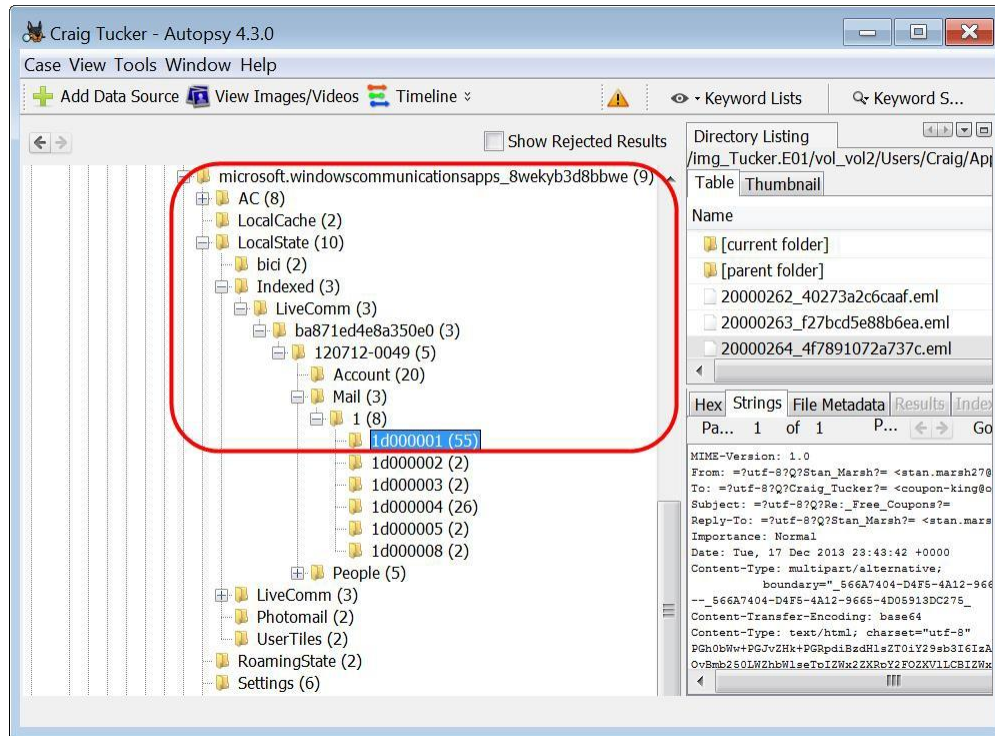 Craig Tucker - Autopsy 4.3.0
Case View Tools Window Help
Add Data Source View Images/Videos Timeline Keyword Lists Keyword S...
Show Rejected Results
microsoft.windowscommunicationsapps_8wekyb3d8bbwe (9)
AC (8)
LocalCache (2)
LocalState (10)
bici (2)
Indexed (3)
LiveComm (3)
ba871ed4e8a350e0 (3)
120712-0049 (5)
Account (20)
Mail (3)
1 (8)
1d000001 (55)
1d000002 (2)
1d000003 (2)
1d000004 (26)
1d000005 (2)
1d000008 (2)
People (5)
LiveComm (3)
Photomail (2)
UserTiles (2)
RoamingState (2)
Settings (6)
Directory Listing
/img_Tucker.E01/vol_vol2/Users/Craig/App
Table Thumbnail
Name
[current folder]
[parent folder]
20000262_40273a2c6caaf.eml
20000263_f27bcd5e88b6ea.eml
20000264_4f7891072a737c.eml
Hex Strings File Metadata Results Index
Pa... 1 of 1 P... Go
MIME-Version: 1.0
From: =?utf-8?Q?Stan_Marsh?= <stan.marsh27@
To: =?utf-8?Q?Craig_Tucker?= <coupon-king@o
Subject: =?utf-8?Q?Re:_Free_Coupons?=
Reply-To: =?utf-8?Q?Stan_Marsh?= <stan.mars
Importance: Normal
Date: Tue, 17 Dec 2013 23:43:42 +0000
Content-Type: multipart/alternative;
boundary="_566A7404-D4F5-4A12-966
--_566A7404-D4F5-4A12-9665-4D05913DC275_
Content-Transfer-Encoding: base64
Content-Type: text/html; charset="utf-8"